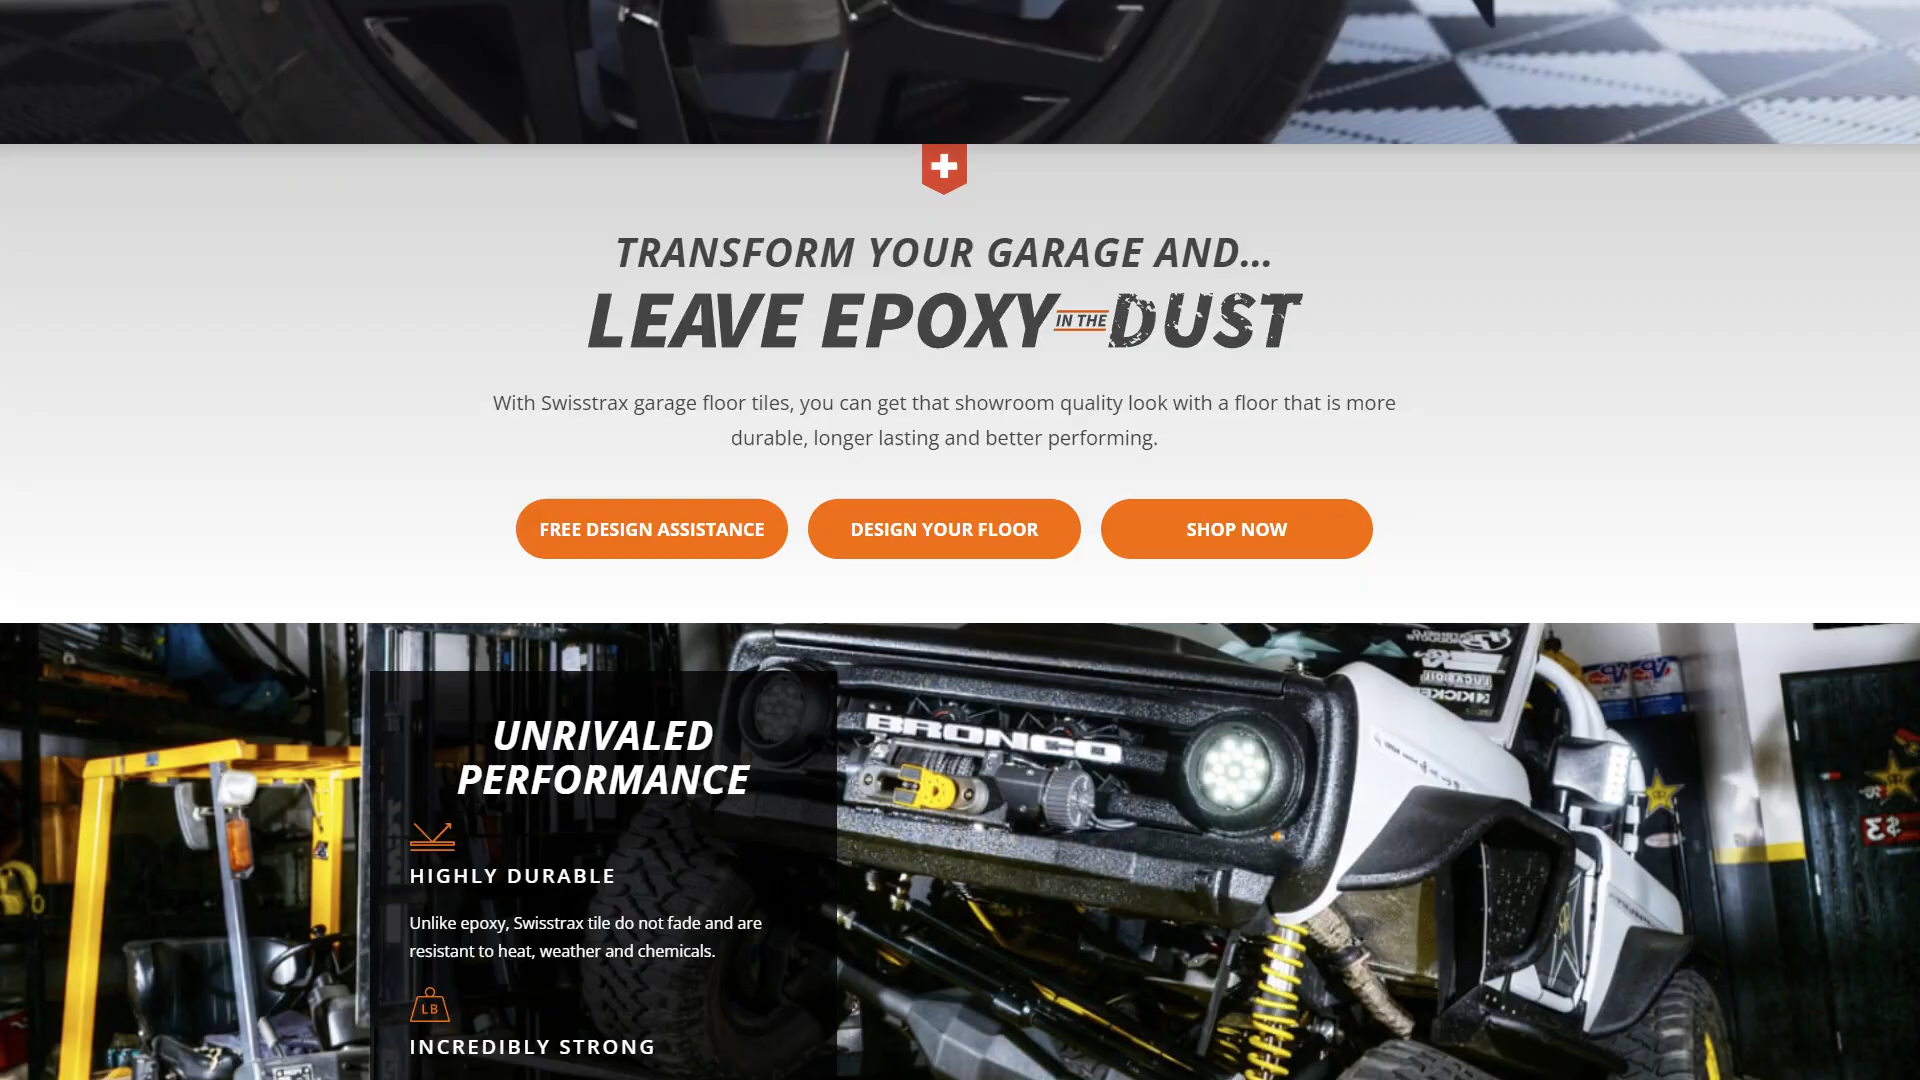 TRANSFORM YOUR GARAGE AND...
LEAVE EPOXY IN THE DUST
With Swisstrax garage floor tiles, you can get that showroom quality look with a floor that is more
durable, longer lasting and better performing.
FREE DESIGN ASSISTANCE
DESIGN YOUR FLOOR
SHOP NOW
UNRIVALED
PERFORMANCE
BRONCO
HIGHLY DURABLE
Unlike epoxy, Swisstrax tile do not fade and are
resistant to heat, weather and chemicals.
LB
INCREDIBLY STRONG